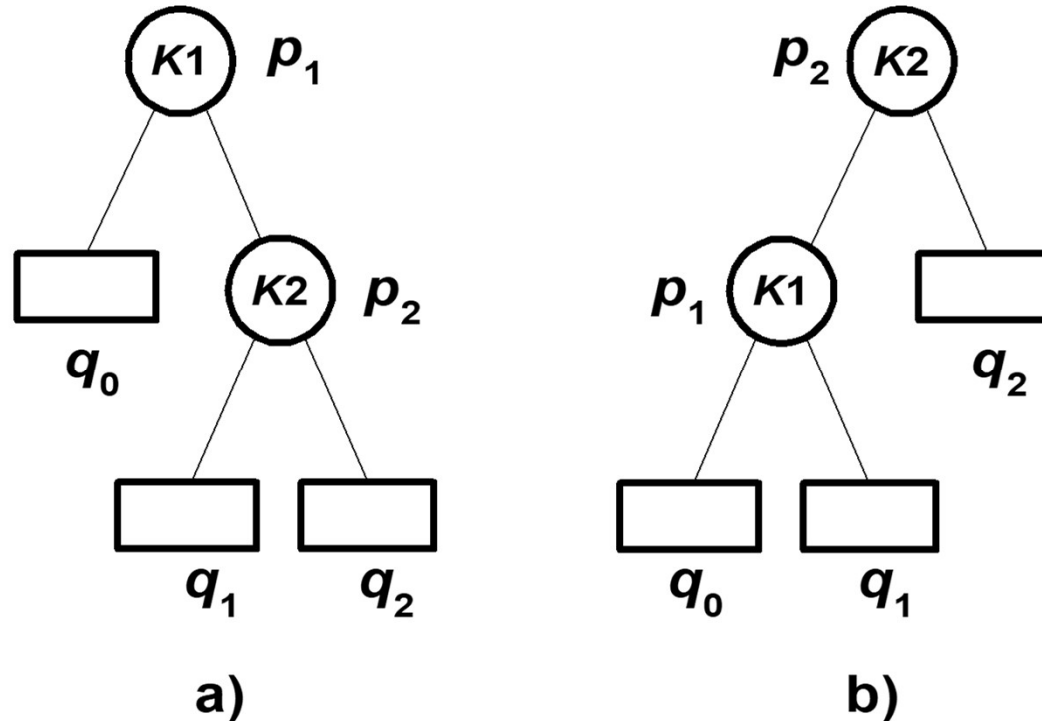 K1 p₁ p₂ K2
K2 p₂ p₁ K1
q₀ q₂
q₁ q₂ q₀ q₁
a) b)